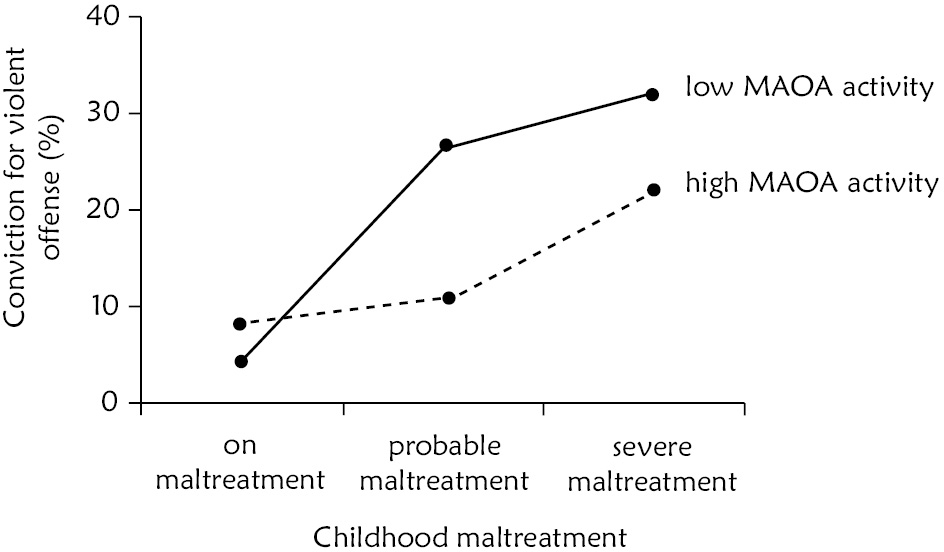 Conviction for violent
offense (%)
40
30
20
10
0
low MAOA activity
high MAOA activity
on
maltreatment
probable
maltreatment
severe
maltreatment
Childhood maltreatment